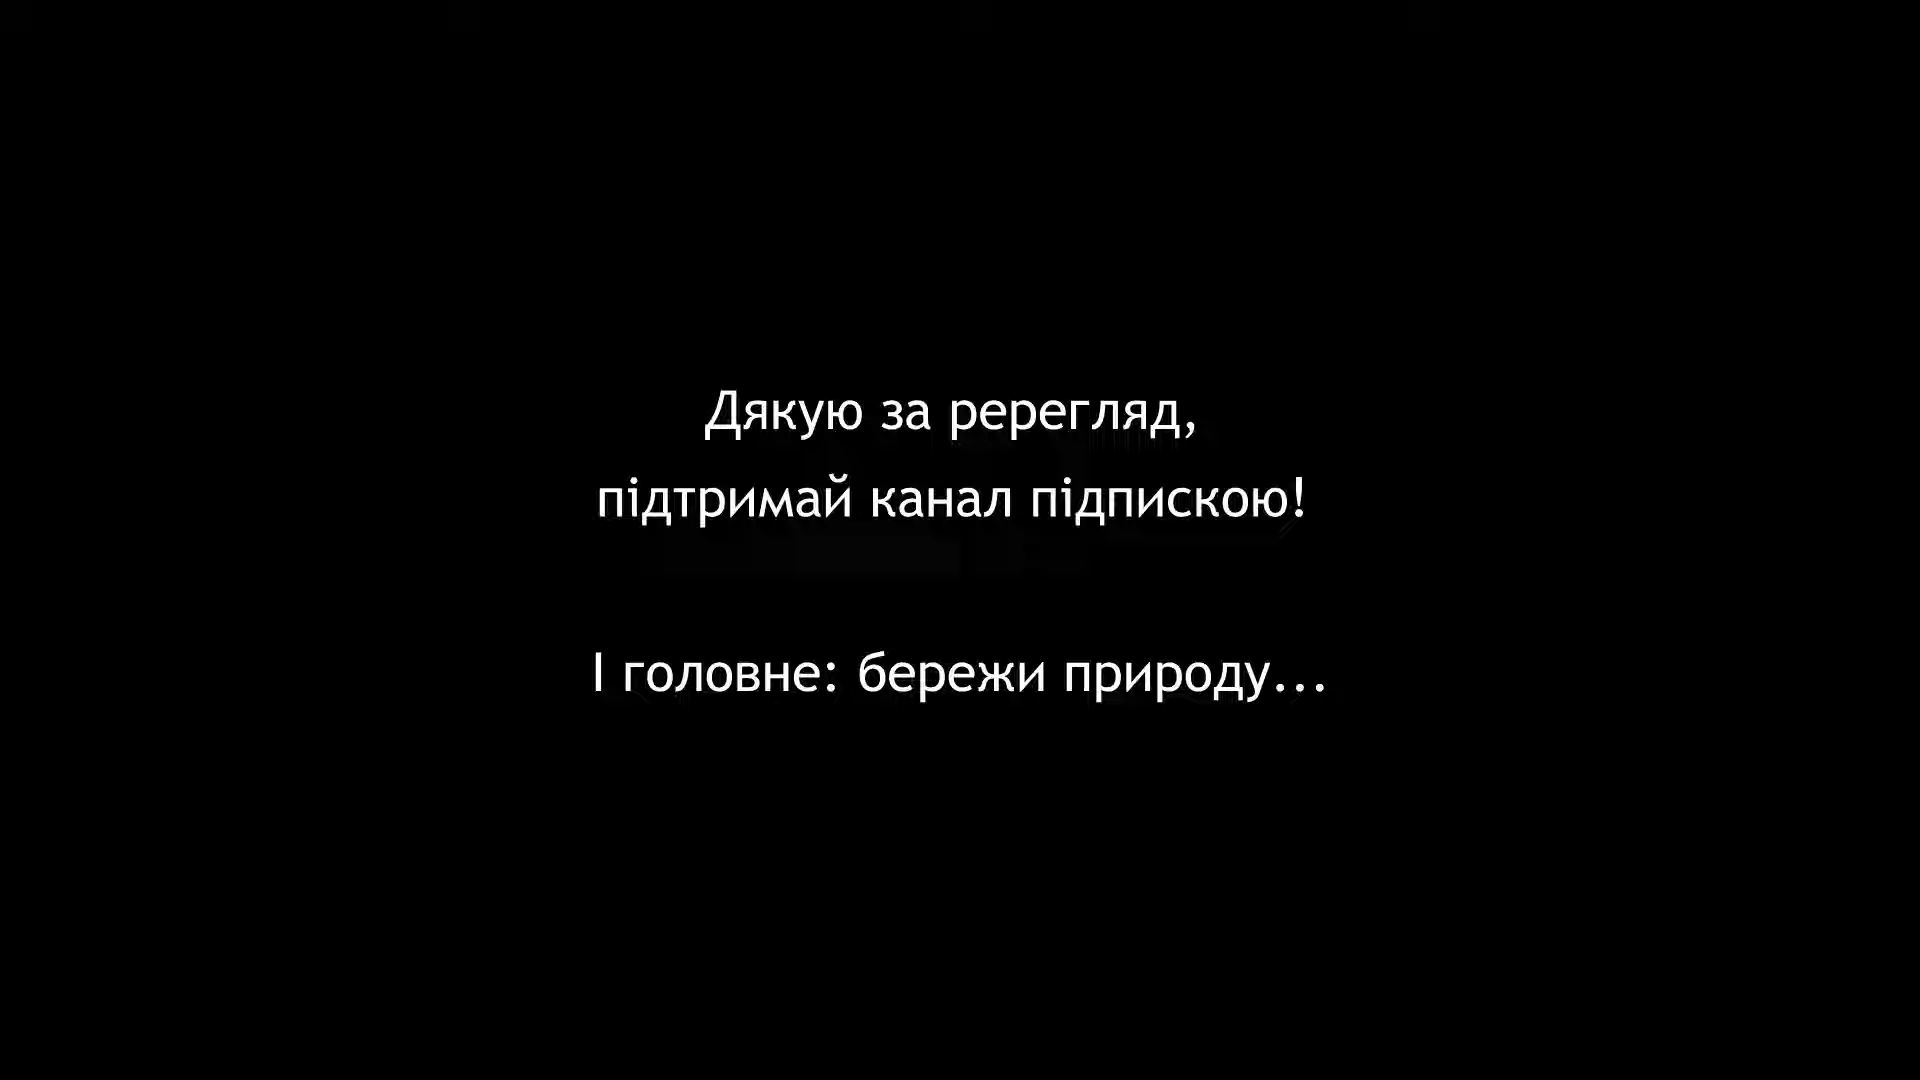 Дякую за ререгляд,
підтримай канал підпискою!
І головне: бережи природу...